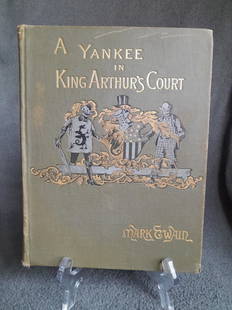 A YANKEE
IN
KING ARTHUR'S COURT
MARK TWAIN